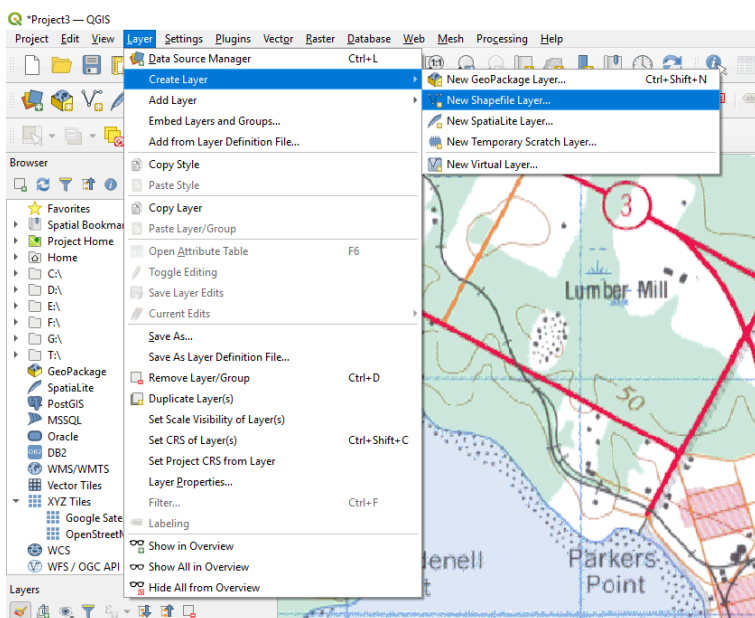 *Project3 — QGIS
Project Edit View Layer Settings Plugins Vector Raster Database Web Mesh Processing Help
Data Source Manager Ctrl+L
Create Layer
New GeoPackage Layer... Ctrl+Shift+N
New Shapefile Layer...
New SpatiaLite Layer...
New Temporary Scratch Layer...
New Virtual Layer...
Add Layer
Embed Layers and Groups...
Add from Layer Definition File...
Copy Style
Paste Style
Copy Layer
Paste Layer/Group
Open Attribute Table F6
Toggle Editing
Save Layer Edits
Current Edits
Save As...
Save As Layer Definition File...
Remove Layer/Group Ctrl+D
Duplicate Layer(s)
Set Scale Visibility of Layer(s)
Set CRS of Layer(s) Ctrl+Shift+C
Set Project CRS from Layer
Layer Properties...
Filter... Ctrl+F
Labeling
Show in Overview
Show All in Overview
Hide All from Overview
Browser
Favorites
Spatial Bookmar
Project Home
Home
C:\
D:\
E:\
F:\
G:\
T:\
GeoPackage
SpatiaLite
PostGIS
MSSQL
Oracle
DB2
DB2
WMS/WMTS
Vector Tiles
XYZ Tiles
Google Sate
OpenStreetM
WCS
WFS / OGC API
Layers
3
Lumber Mill
50
denell
t
Parkers
Point